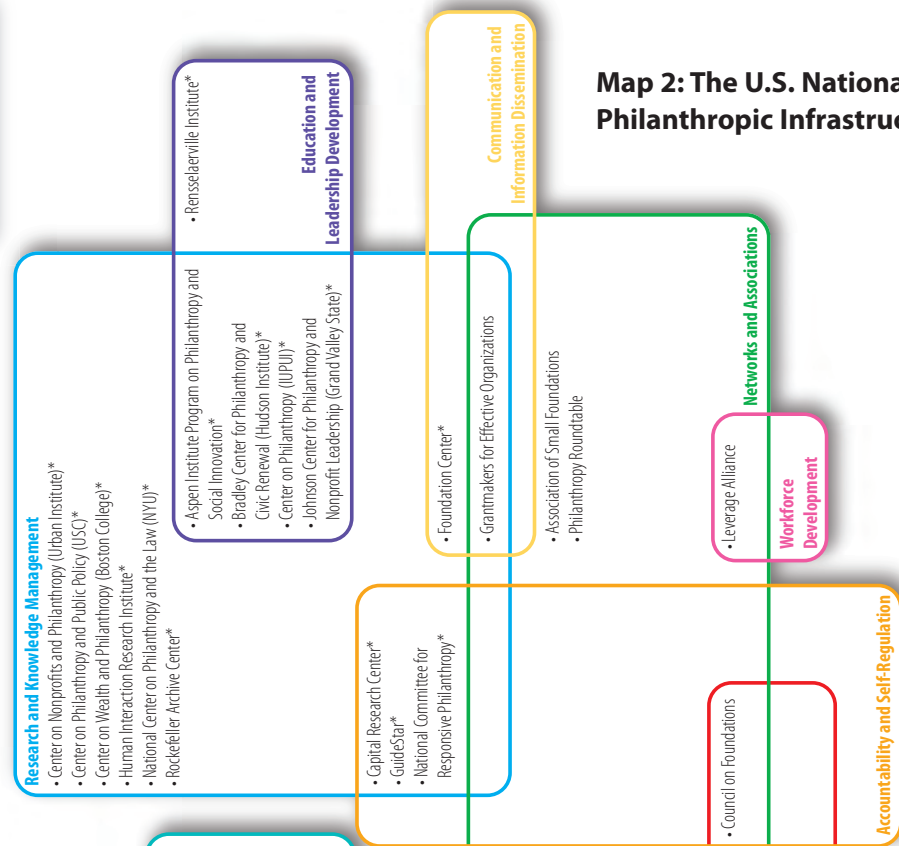 Map 2: The U.S. Nationa
Philanthropic Infrastruc
Research and Knowledge Management
• Center on Nonprofits and Philanthropy (Urban Institute)*
• Center on Philanthropy and Public Policy (USC)*
• Center on Wealth and Philanthropy (Boston College)*
• Human Interaction Research Institute*
• National Center on Philanthropy and the Law (NYU)*
• Rockefeller Archive Center*
• Rensselaerville Institute*
Education and
Leadership Development
• Aspen Institute Program on Philanthropy and
Social Innovation*
• Bradley Center for Philanthropy and
Civic Renewal (Hudson Institute)*
• Center on Philanthropy (IUPUI)*
• Johnson Center for Philanthropy and
Nonprofit Leadership (Grand Valley State)*
Communication and
Information Dissemination
• Foundation Center*
• Grantmakers for Effective Organizations
• Association of Small Foundations
• Philanthropy Roundtable
Networks and Associations
• Leverage Alliance
Workforce
Development
• Capital Research Center*
• GuideStar*
• National Committee for
Responsive Philanthropy*
• Council on Foundations
Accountability and Self-Regulation